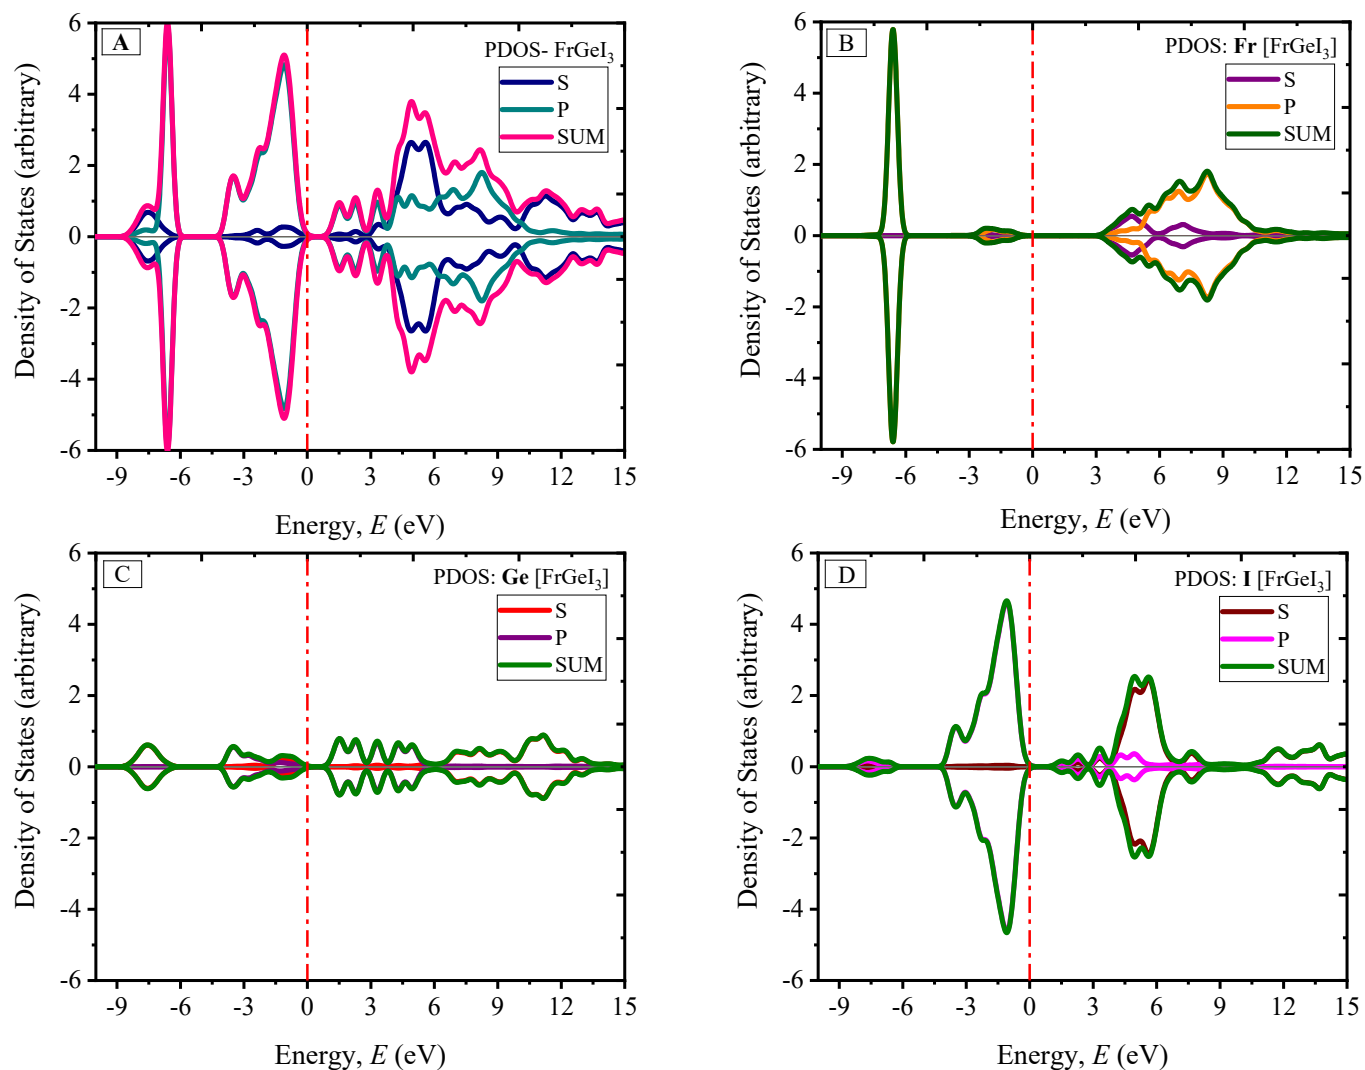 A
PDOS- FrGeI₃
S
P
SUM
6
4
2
0
-2
-4
-6
-9 -6 -3 0 3 6 9 12 15
Density of States (arbitrary)
Energy, E (eV)
B
PDOS: Fr [FrGeI₃]
S
P
SUM
6
4
2
0
-2
-4
-6
-9 -6 -3 0 3 6 9 12 15
Density of States (arbitrary)
Energy, E (eV)
C
PDOS: Ge [FrGeI₃]
S
P
SUM
6
4
2
0
-2
-4
-6
-9 -6 -3 0 3 6 9 12 15
Density of States (arbitrary)
Energy, E (eV)
D
PDOS: I [FrGeI₃]
S
P
SUM
6
4
2
0
-2
-4
-6
-9 -6 -3 0 3 6 9 12 15
Density of States (arbitrary)
Energy, E (eV)